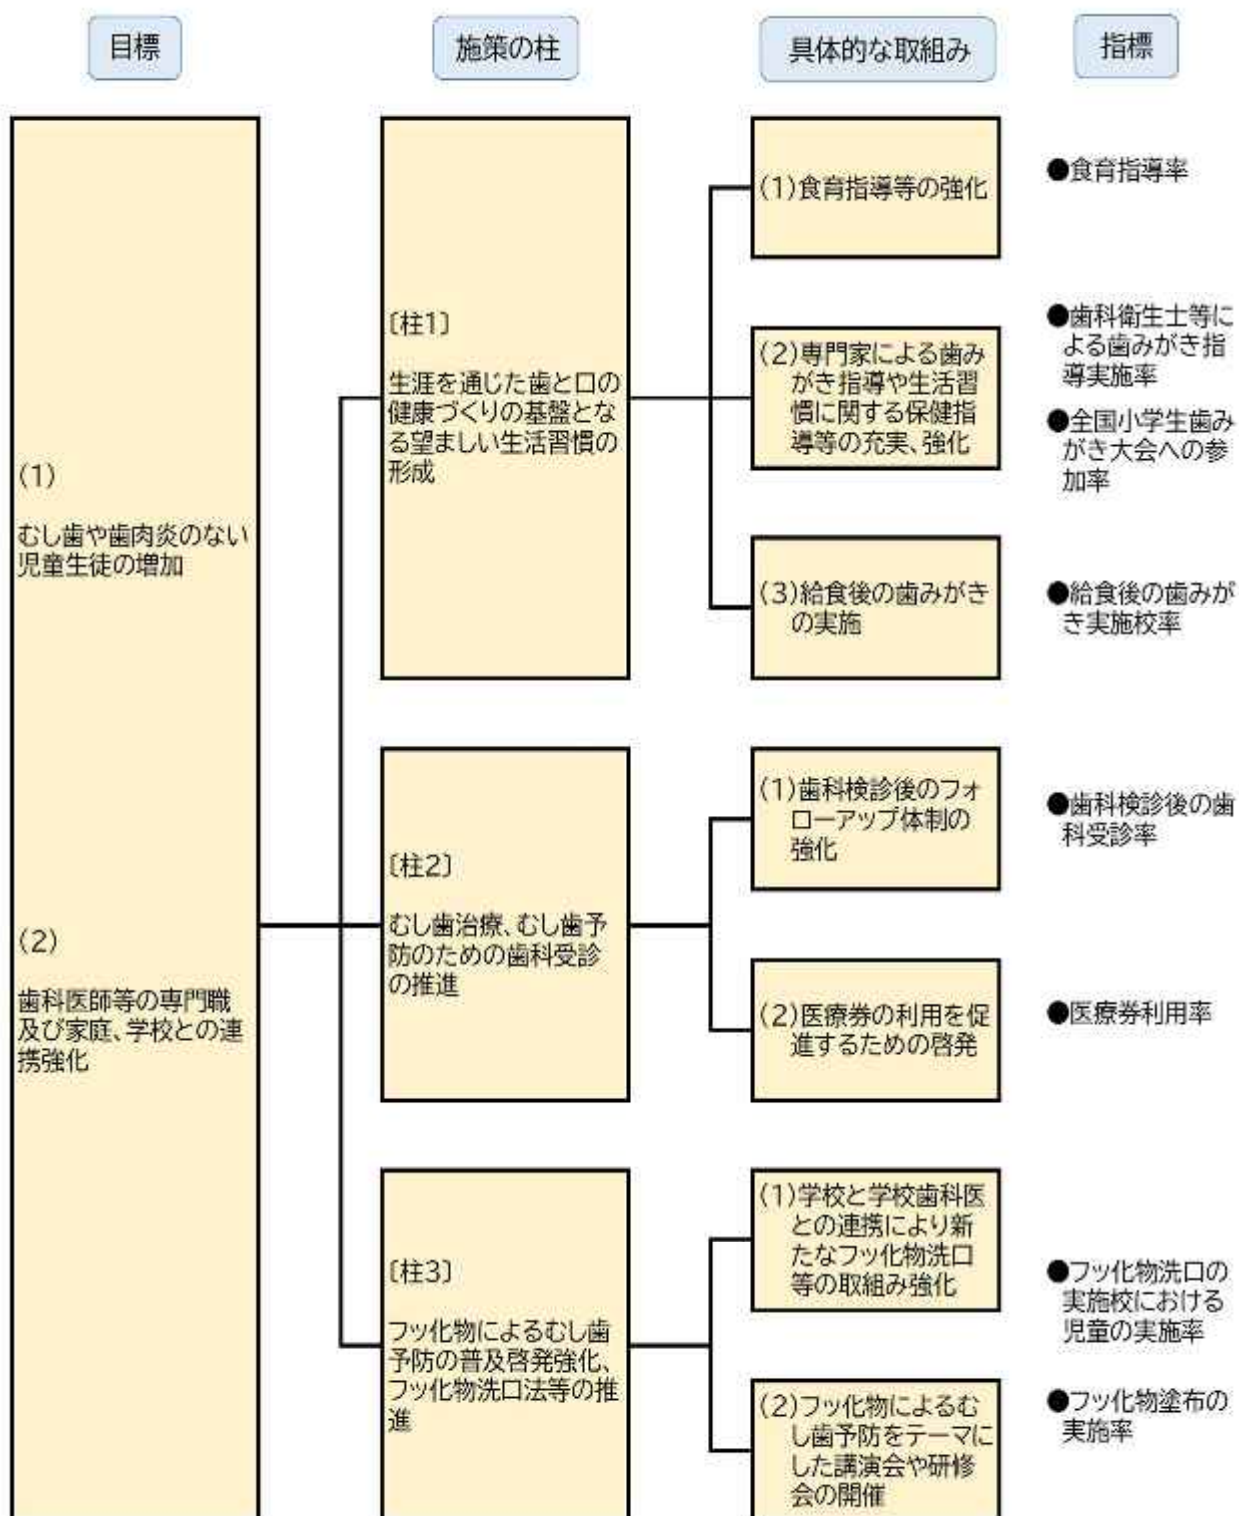 目標
施策の柱
具体的な取組み
指標
(1)
むし歯や歯肉炎のない
児童生徒の増加
(2)
歯科医師等の専門職
及び家庭、学校との連
携強化
〔柱1〕
生涯を通じた歯と口の
健康づくりの基盤とな
る望ましい生活習慣の
形成
(1)食育指導等の強化
●食育指導率
(2)専門家による歯み
がき指導や生活習
慣に関する保健指
導等の充実、強化
●歯科衛生士等に
よる歯みがき指
導実施率
●全国小学生歯み
がき大会への参
加率
(3)給食後の歯みがき
の実施
●給食後の歯みが
き実施校率
〔柱2〕
むし歯治療、むし歯予
防のための歯科受診
の推進
(1)歯科検診後のフォ
ローアップ体制の
強化
●歯科検診後の歯
科受診率
(2)医療券の利用を促
進するための啓発
●医療券利用率
〔柱3〕
フッ化物によるむし歯
予防の普及啓発強化、
フッ化物洗口法等の推
進
(1)学校と学校歯科医
との連携により新
たなフッ化物洗口
等の取組み強化
●フッ化物洗口の
実施校における
児童の実施率
(2)フッ化物によるむ
し歯予防をテーマに
した講演会や研修
会の開催
●フッ化物塗布の
実施率